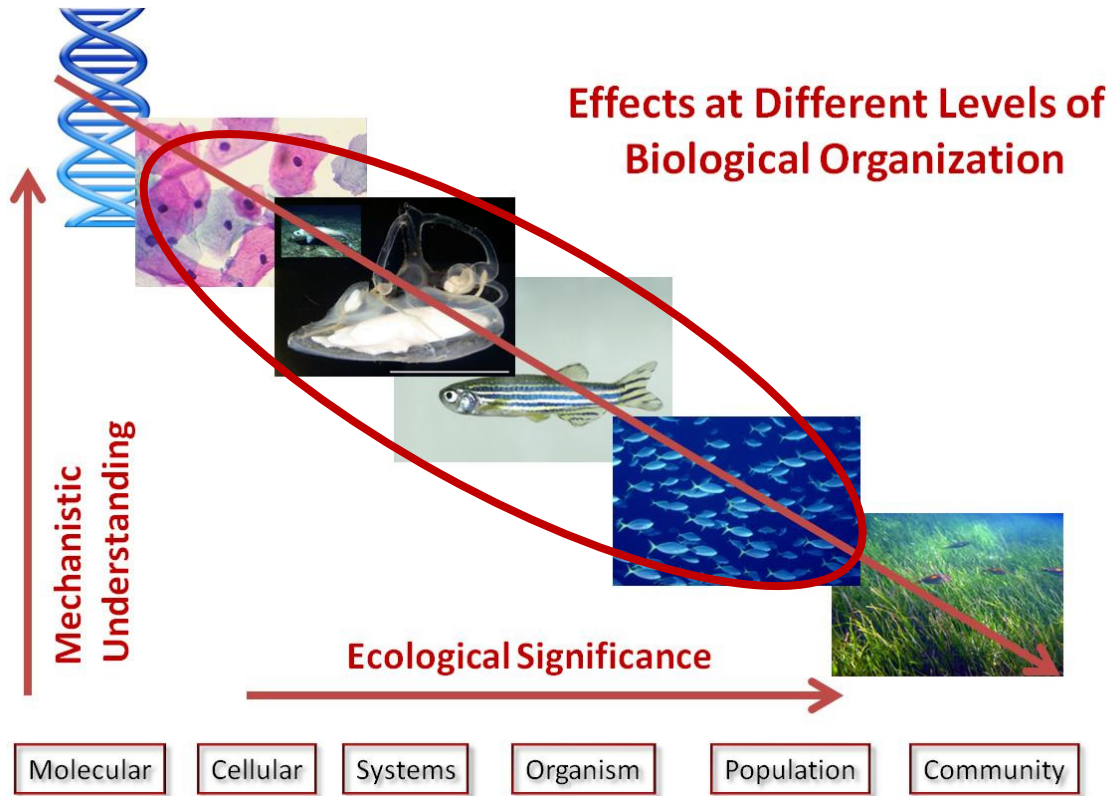 Effects at Different Levels of
Biological Organization
Mechanistic
Understanding
Ecological Significance
Molecular
Cellular
Systems
Organism
Population
Community